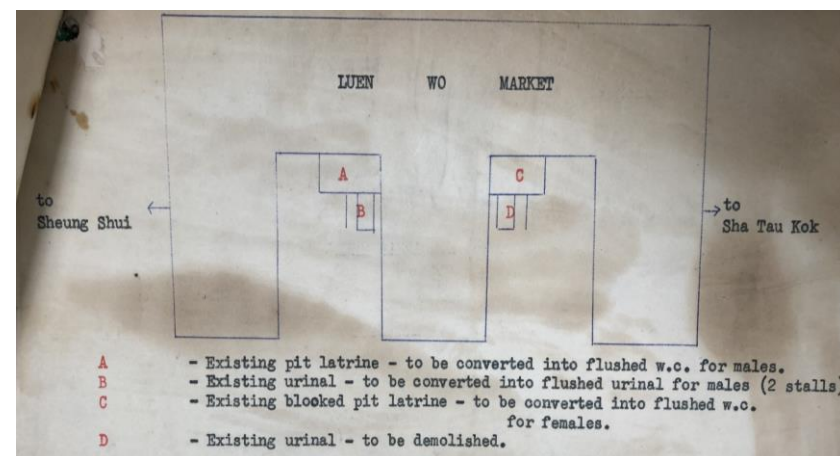 LUEN WO MARKET
A
C
B
D
to
Sheung Shui
to
Sha Tau Kok
A - Existing pit latrine - to be converted into flushed w.c. for males.
B - Existing urinal - to be converted into flushed urinal for males (2 stalls)
C - Existing blooked pit latrine - to be converted into flushed w.c.
for females.
D - Existing urinal - to be demolished.